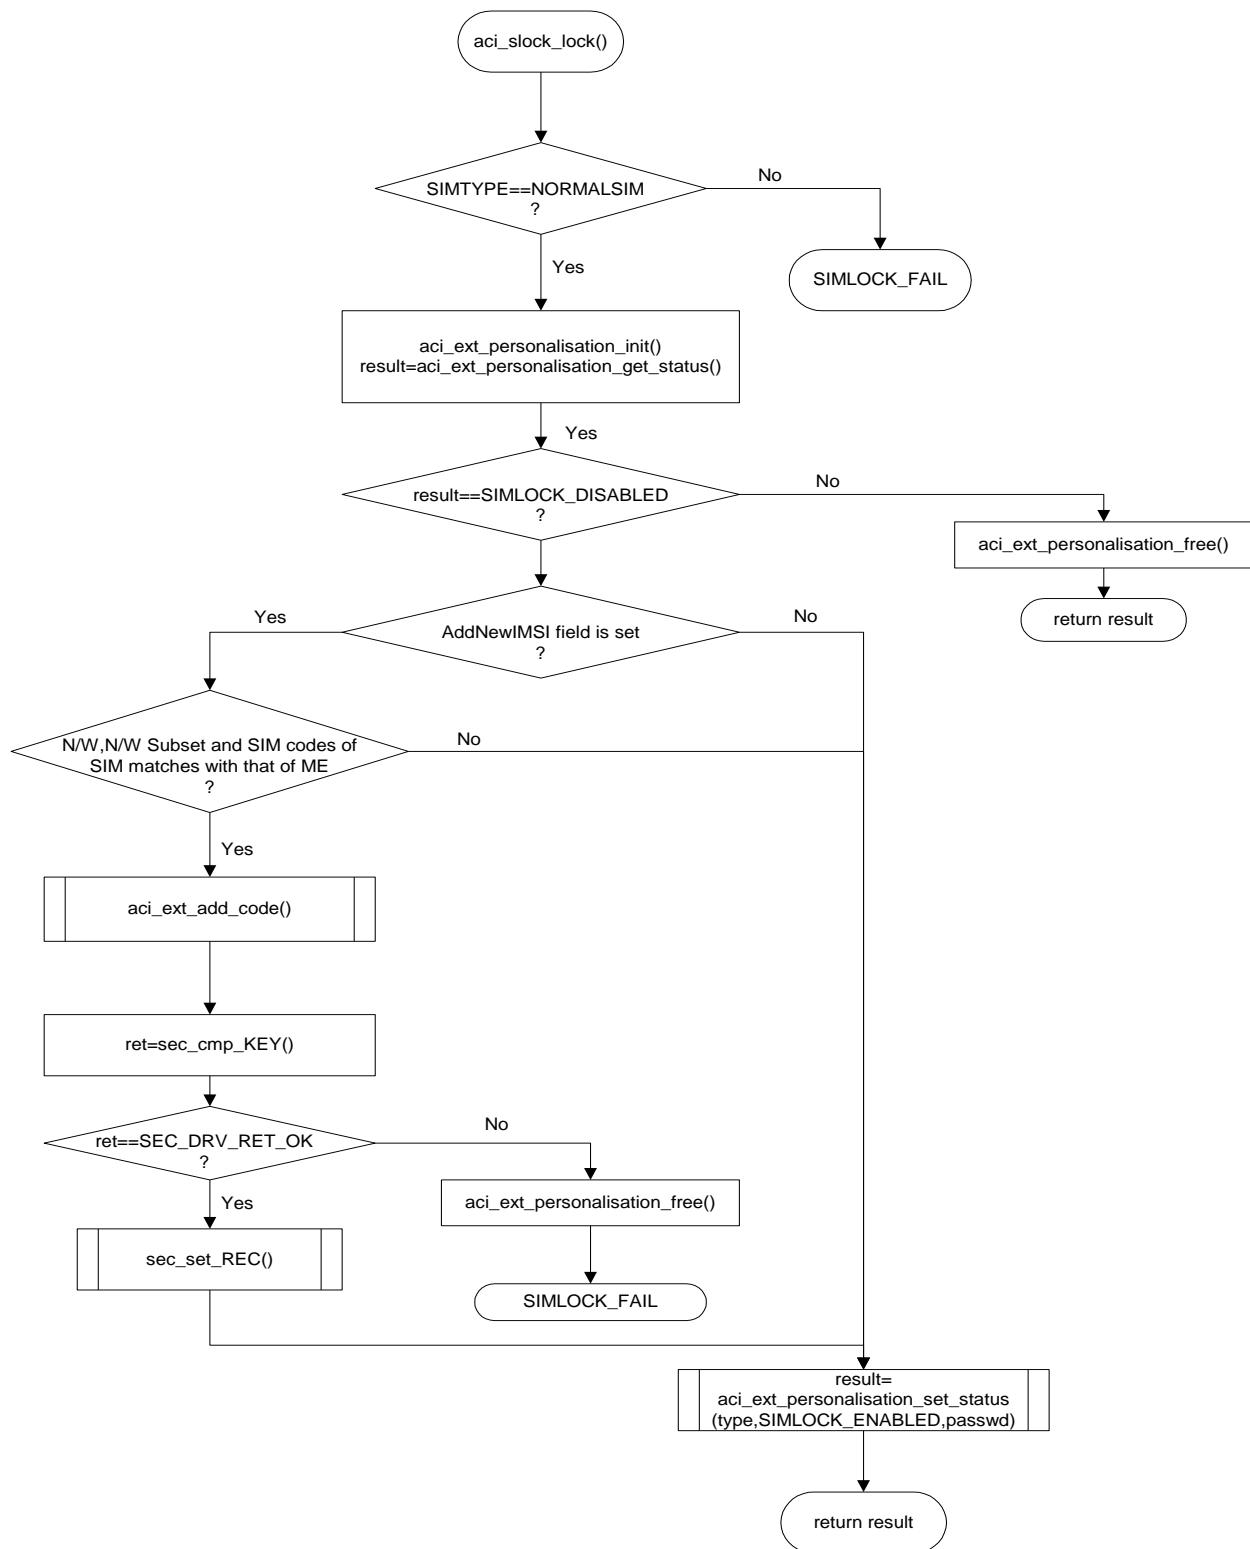 aci_slock_lock()
SIMTYPE==NORMALSIM
?
No
SIMLOCK_FAIL
Yes
aci_ext_personalisation_init()
result=aci_ext_personalisation_get_status()
Yes
result==SIMLOCK_DISABLED
?
No
aci_ext_personalisation_free()
return result
Yes
AddNewIMSI field is set
?
No
N/W,N/W Subset and SIM codes of
SIM matches with that of ME
?
No
Yes
aci_ext_add_code()
ret=sec_cmp_KEY()
ret==SEC_DRV_RET_OK
?
No
Yes
aci_ext_personalisation_free()
sec_set_REC()
SIMLOCK_FAIL
result=
aci_ext_personalisation_set_status
(type,SIMLOCK_ENABLED,passwd)
return result